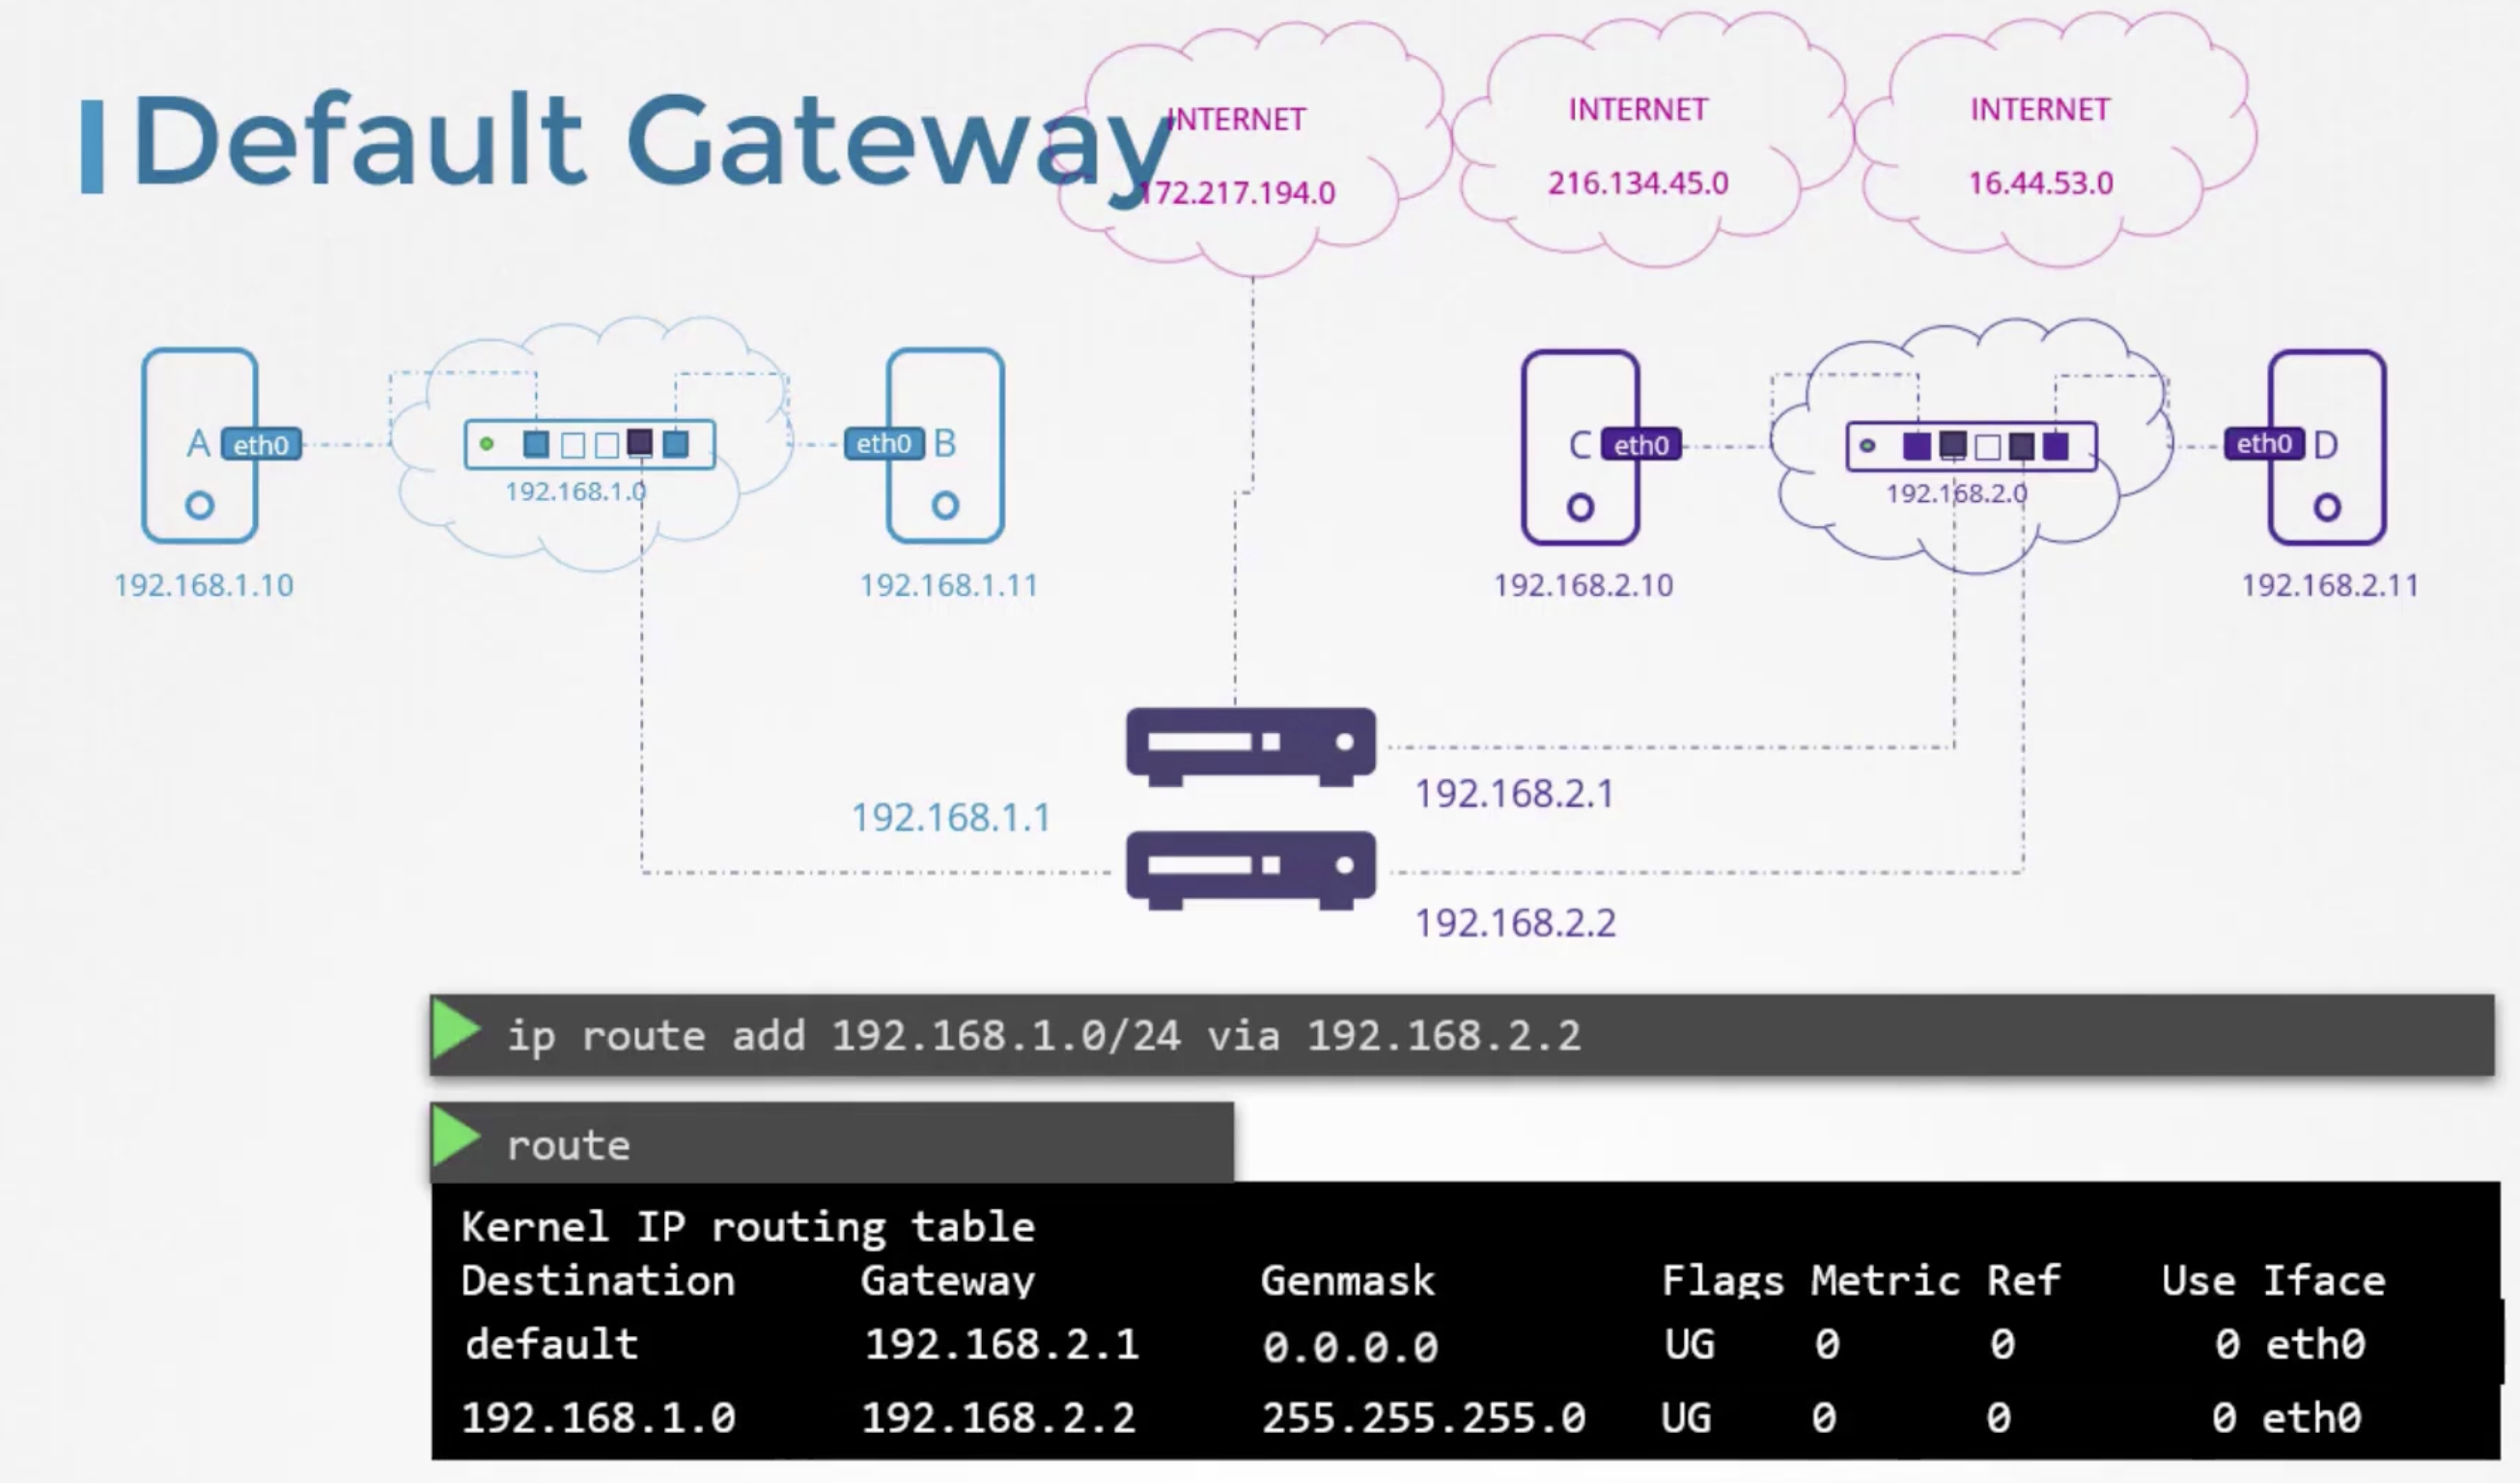 Default Gateway
INTERNET
172.217.194.0
INTERNET
216.134.45.0
INTERNET
16.44.53.0
A eth0
192.168.1.0
eth0 B
192.168.1.10
192.168.1.11
C eth0
192.168.2.0
eth0 D
192.168.2.10
192.168.2.11
192.168.2.1
192.168.1.1
192.168.2.2
ip route add 192.168.1.0/24 via 192.168.2.2
route
Kernel IP routing table
Destination Gateway Genmask Flags Metric Ref Use Iface
default 192.168.2.1 0.0.0.0 UG 0 0 0 eth0
192.168.1.0 192.168.2.2 255.255.255.0 UG 0 0 0 eth0